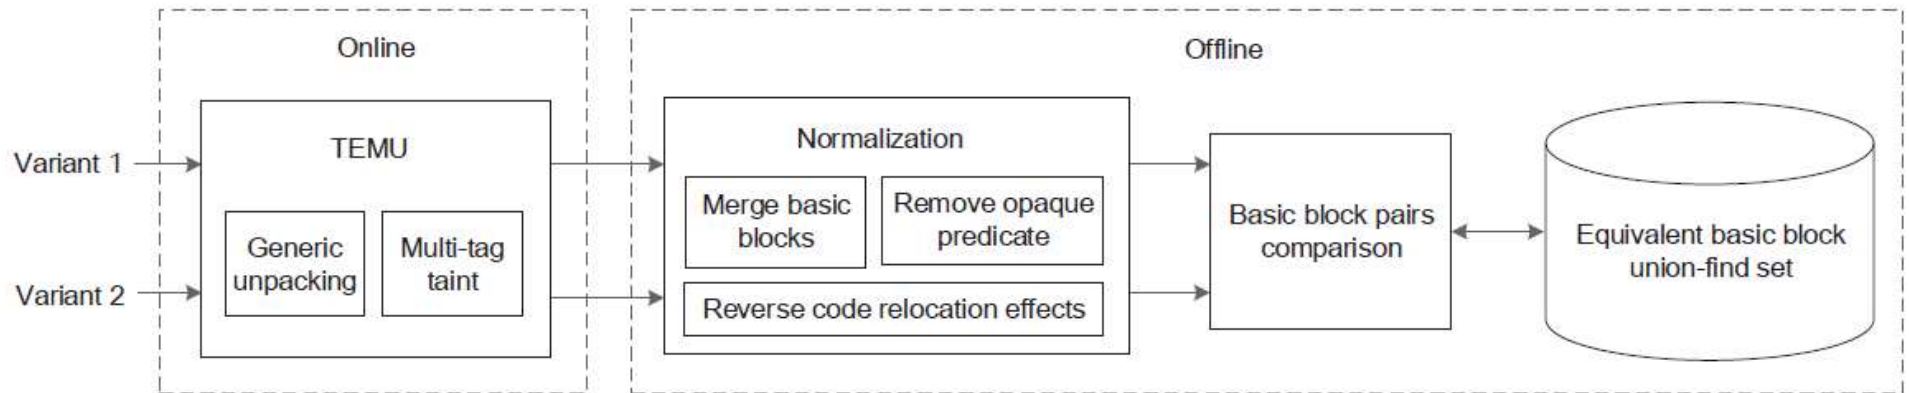 Online
Offline
Variant 1
Variant 2
TEMU
Generic
unpacking
Multi-tag
taint
Normalization
Merge basic
blocks
Remove opaque
predicate
Reverse code relocation effects
Basic block pairs
comparison
Equivalent basic block
union-find set